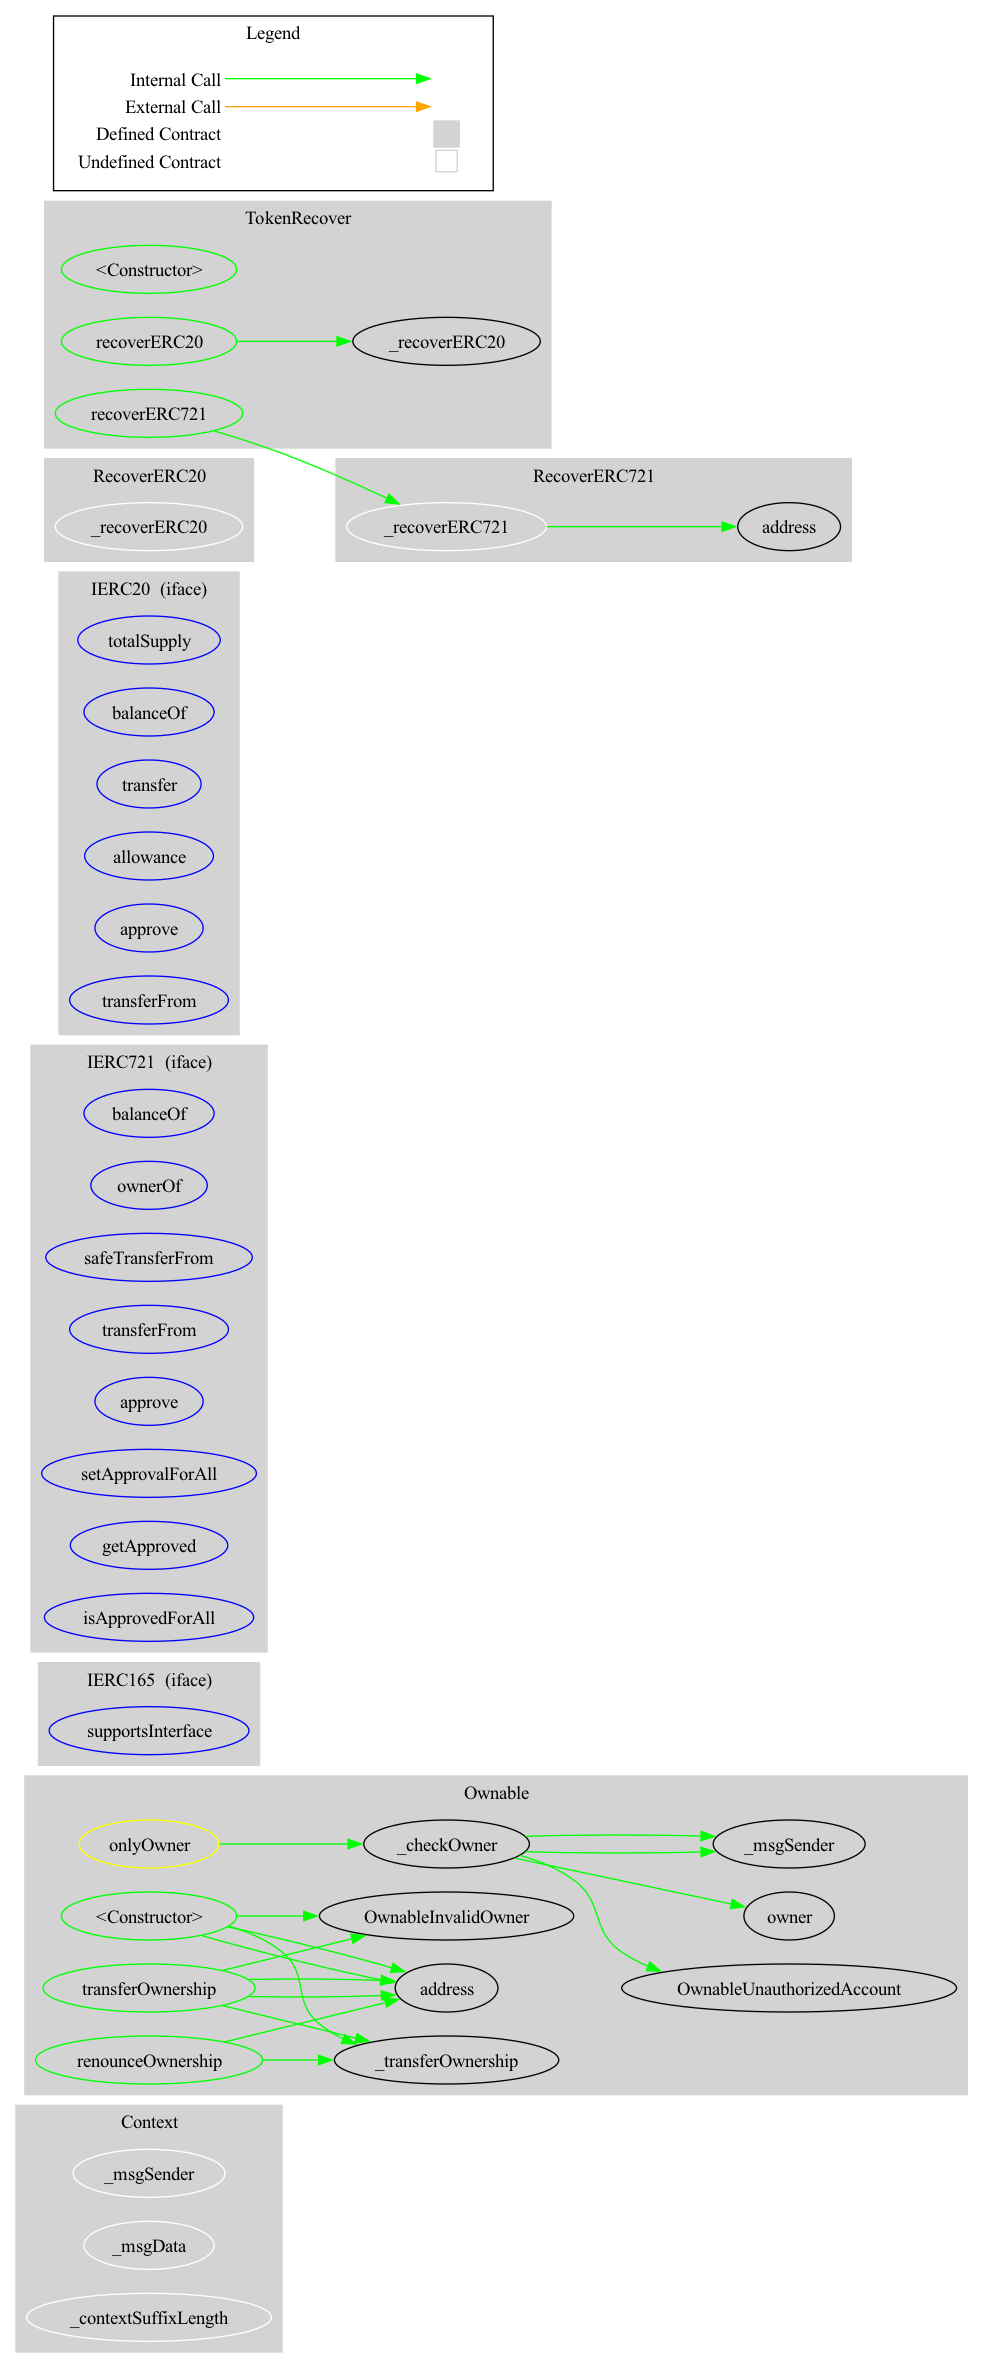 Legend
Internal Call
External Call
Defined Contract
Undefined Contract
TokenRecover
<Constructor>
recoverERC20
_recoverERC20
recoverERC721
RecoverERC20
_recoverERC20
RecoverERC721
_recoverERC721
address
IERC20  (iface)
totalSupply
balanceOf
transfer
allowance
approve
transferFrom
IERC721  (iface)
balanceOf
ownerOf
safeTransferFrom
transferFrom
approve
setApprovalForAll
getApproved
isApprovedForAll
IERC165  (iface)
supportsInterface
Ownable
onlyOwner
_checkOwner
_msgSender
<Constructor>
OwnableInvalidOwner
owner
transferOwnership
address
OwnableUnauthorizedAccount
renounceOwnership
_transferOwnership
Context
_msgSender
_msgData
_contextSuffixLength